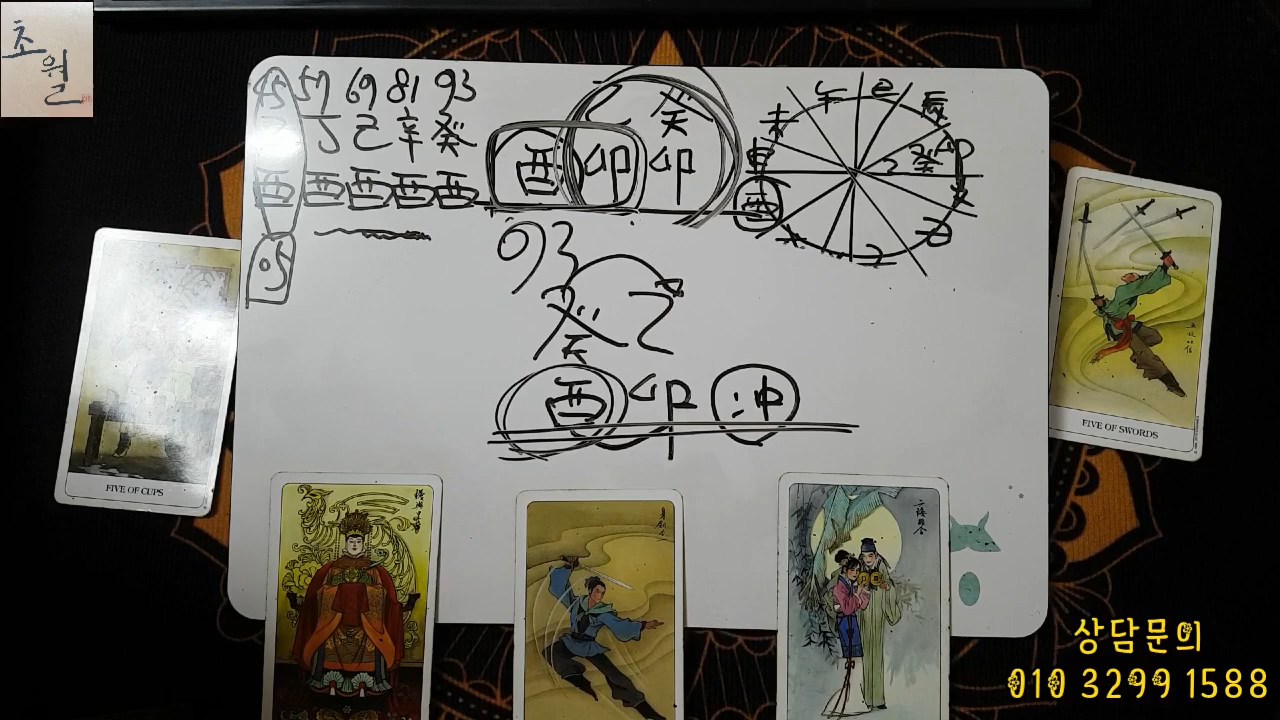 초월
45 57 69 81 93
乙 丁 己 辛 癸
酉 酉 酉 酉 酉
乙 癸
酉 卯 卯
午 巳 辰
未 卯
申 乙 癸
酉
93
癸 乙
酉 卯 沖
FIVE OF CUPS
FIVE OF SWORDS
상담문의
010 3299 1588